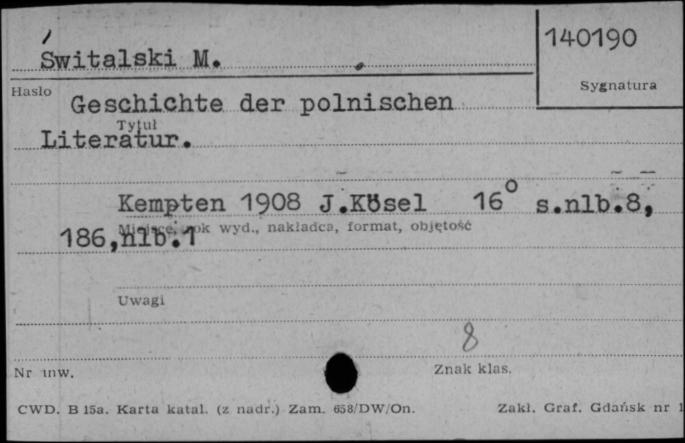 Świtalski M.
140190
Sygnatura
Hasło
Geschichte der polnischen
Tytuł
Literatur.
Kempten 1908 J.Kösel 16° s.nlb.8,
Miejsce, rok wyd., nakładca, format, objętość
186,nlb.1
Uwagi
8
Nr inw.
Znak klas.
CWD. B 15a. Karta katal. (z nadr.) Zam. 658/DW/On.
Zakł. Graf. Gdańsk nr 1